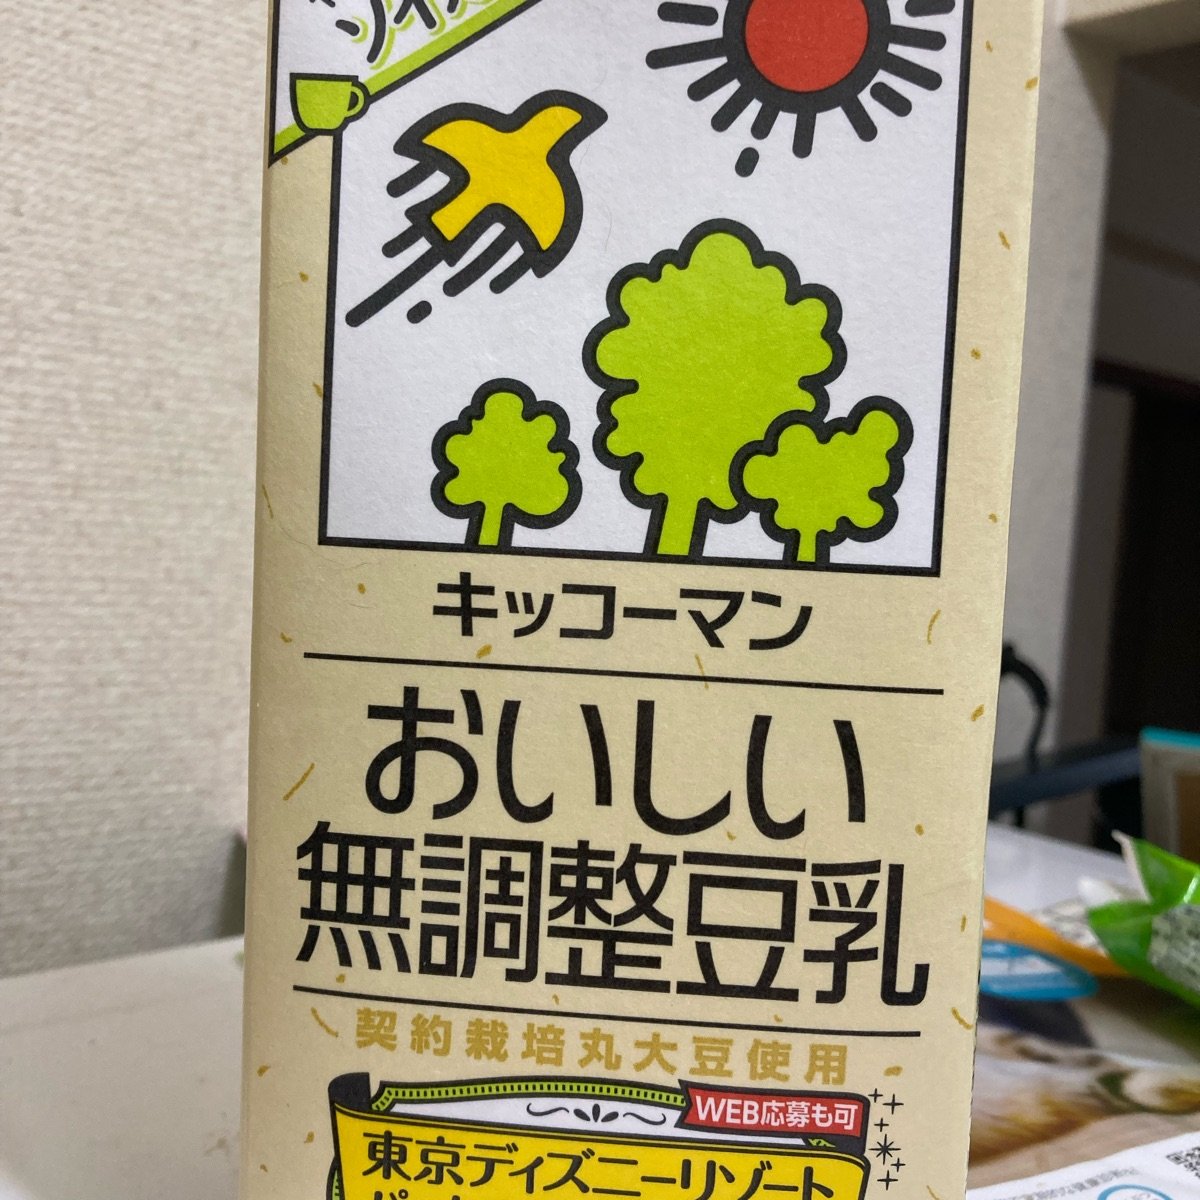 ソイ
キッコーマン
おいしい
無調整豆乳
契約栽培丸大豆使用
WEB応募も可
東京ディズニーリゾート